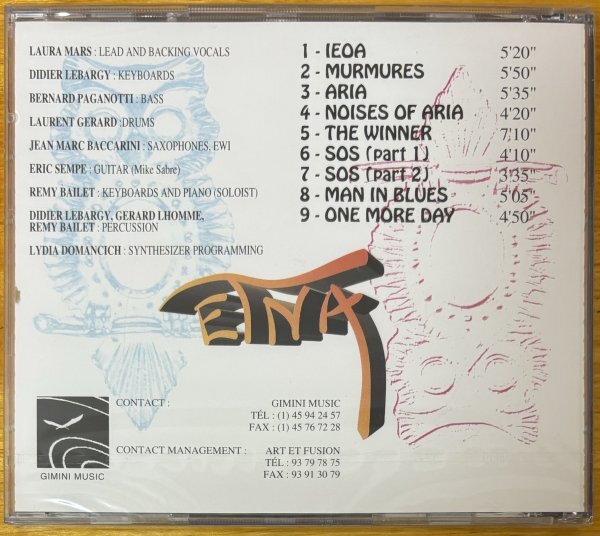 LAURA MARS : LEAD AND BACKING VOCALS
DIDIER LEBARGY : KEYBOARDS
BERNARD PAGANOTTI : BASS
LAURENT GERARD :DRUMS
JEAN MARC BACCARINI : SAXOPHONES, EWI
ERIC SEMPE : GUITAR (Mike Sabre)
REMY BAILET : KEYBOARDS AND PIANO (SOLOIST)
DIDIER LEBARGY, GERARD LHOMME,
REMY BAILET : PERCUSSION
LYDIA DOMANCICH : SYNTHESIZER PROGRAMMING
1 - IEOA 5'20"
2 - MURMURES 5'50"
3 - ARIA 5'35"
4 - NOISES OF ARIA 4'20"
5 - THE WINNER 7'10"
6 - SOS (part 1) 4'10"
7 - SOS (part 2) 3'35"
8 - MAN IN BLUES 5'05"
9 - ONE MORE DAY 4'50"
ETNA
CONTACT : GIMINI MUSIC
TÉL : (1) 45 94 24 57
FAX : (1) 45 76 72 28
CONTACT MANAGEMENT : ART ET FUSION
TÉL : 93 79 78 75
FAX : 93 91 30 79
GIMINI MUSIC